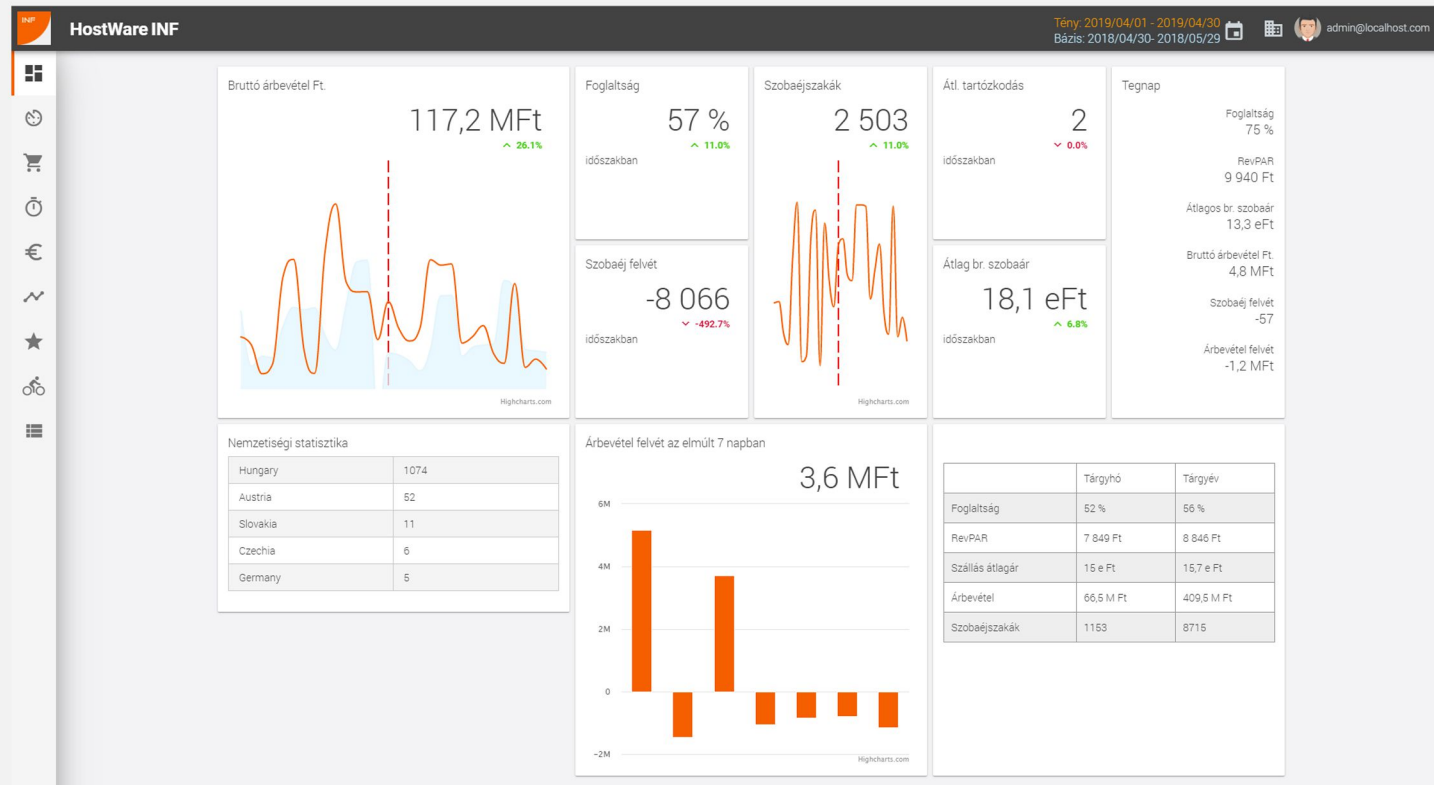 INF
HostWare INF
Tény: 2019/04/01 - 2019/04/30
Bázis: 2018/04/30- 2018/05/29
admin@localhost.com
Bruttó árbevétel Ft.
117,2 MFt
26.1%
Highcharts.com
Foglaltság
57 %
11.0%
időszakban
Szobaéj felvét
-8 066
-492.7%
időszakban
Szobaéjszakák
2 503
11.0%
Highcharts.com
Átl. tartózkodás
2
0.0%
időszakban
Átlag br. szobaár
18,1 eFt
6.8%
időszakban
Tegnap
Foglaltság
75 %
RevPAR
9 940 Ft
Átlagos br. szobaár
13,3 eFt
Bruttó árbevétel Ft.
4,8 MFt
Szobaéj felvét
-57
Árbevétel felvét
-1,2 MFt
Nemzetiségi statisztika
Hungary 1074
Austria 52
Slovakia 11
Czechia 6
Germany 5
Árbevétel felvét az elmúlt 7 napban
3,6 MFt
6M
4M
2M
0
-2M
Highcharts.com
Tárgyhó Tárgyév
Foglaltság 52 % 56 %
RevPAR 7 849 Ft 8 846 Ft
Szállás átlagár 15 e Ft 15,7 e Ft
Árbevétel 66,5 M Ft 409,5 M Ft
Szobaéjszakák 1153 8715